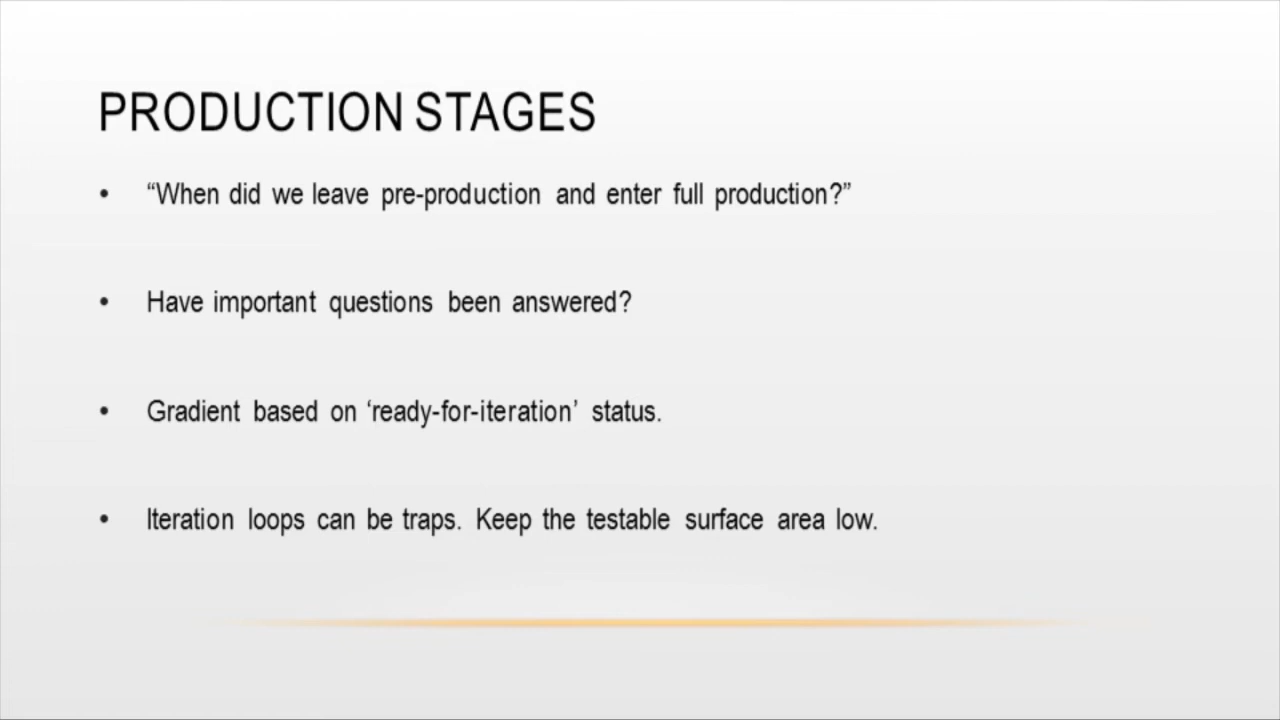 PRODUCTION STAGES
• “When did we leave pre-production and enter full production?”
• Have important questions been answered?
• Gradient based on ‘ready-for-iteration’ status.
• Iteration loops can be traps. Keep the testable surface area low.